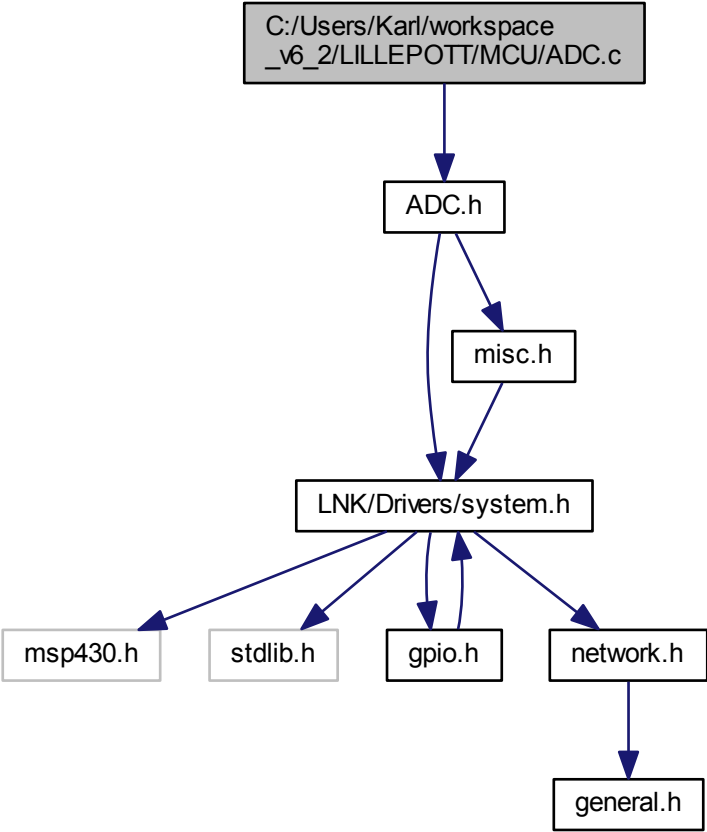 C:/Users/Karl/workspace
_v6_2/LILLEPOTT/MCU/ADC.c
ADC.h
misc.h
LNK/Drivers/system.h
msp430.h
stdlib.h
gpio.h
network.h
general.h